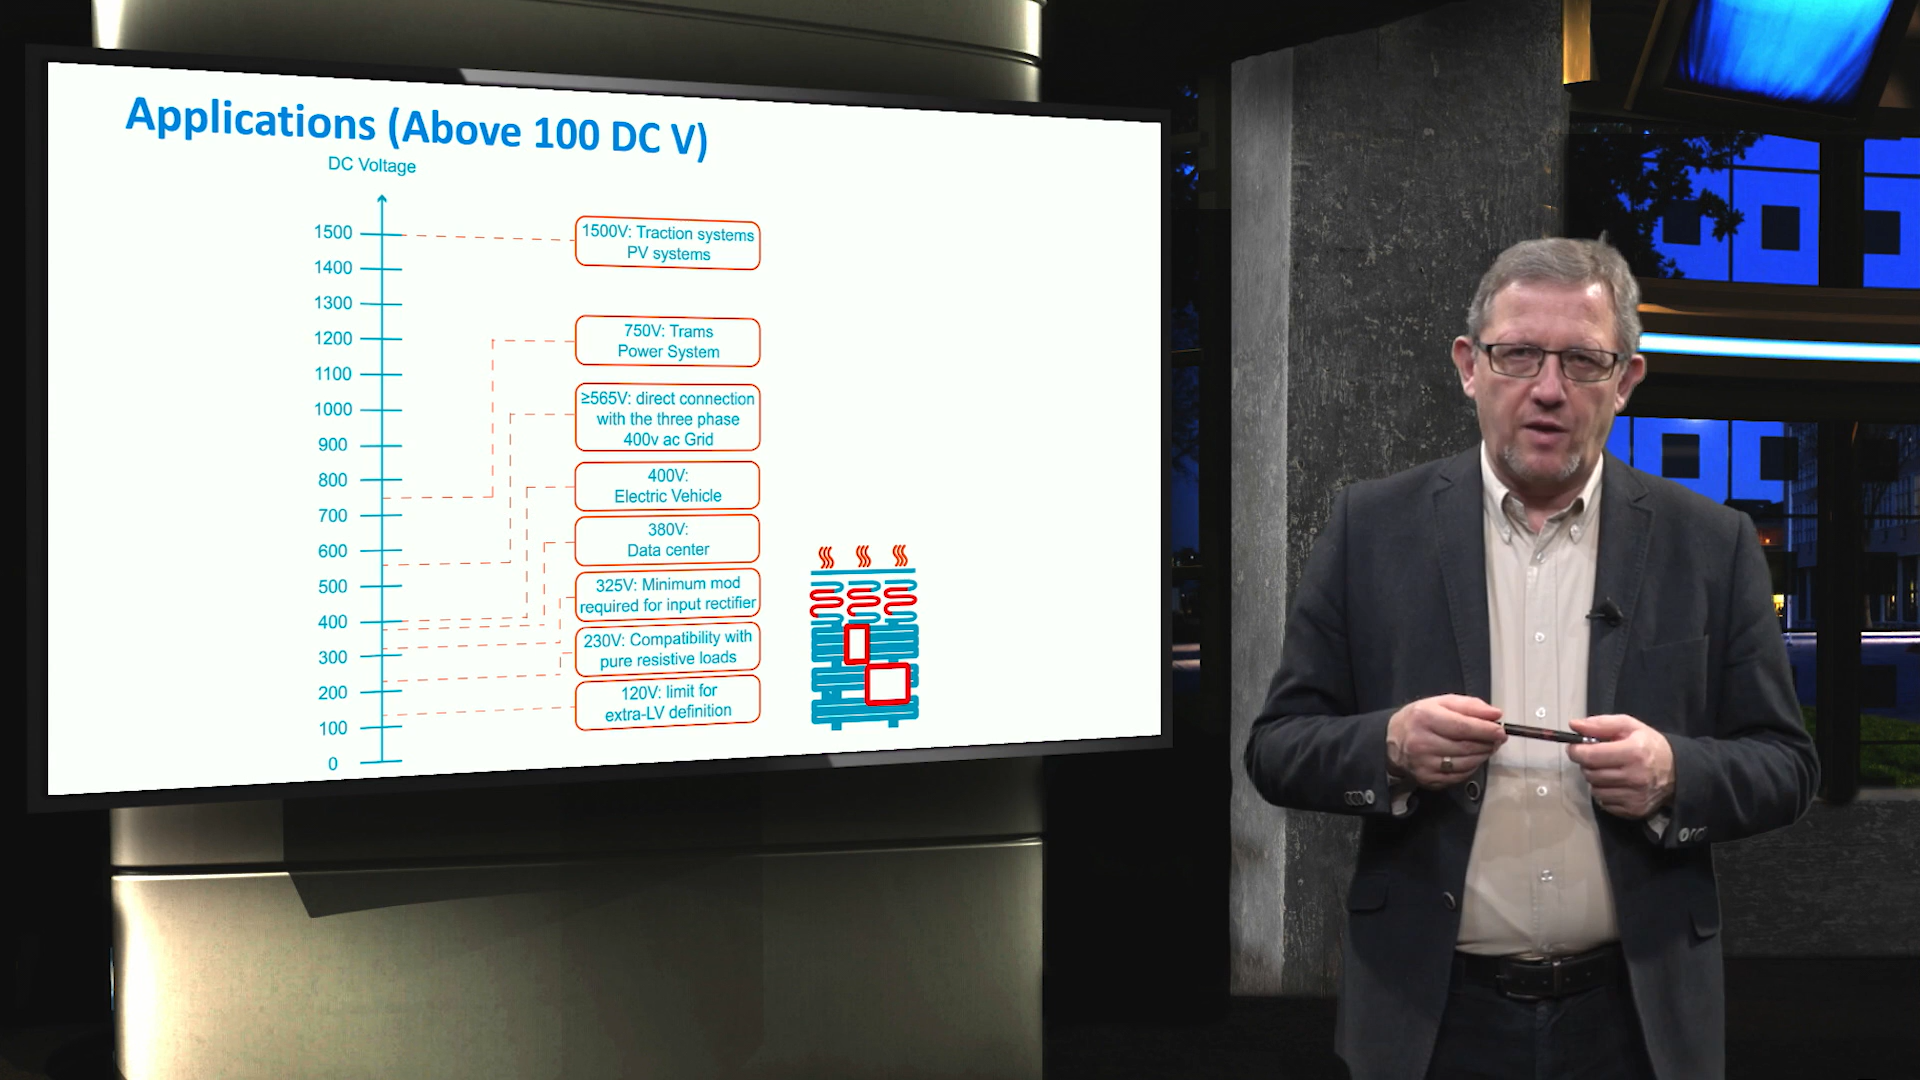 Applications (Above 100 DC V)
DC Voltage
1500
1400
1300
1200
1100
1000
900
800
700
600
500
400
300
200
100
0
1500V: Traction systems
PV systems
750V: Trams
Power System
≥565V: direct connection
with the three phase
400v ac Grid
400V:
Electric Vehicle
380V:
Data center
325V: Minimum mod
required for input rectifier
230V: Compatibility with
pure resistive loads
120V: limit for
extra-LV definition